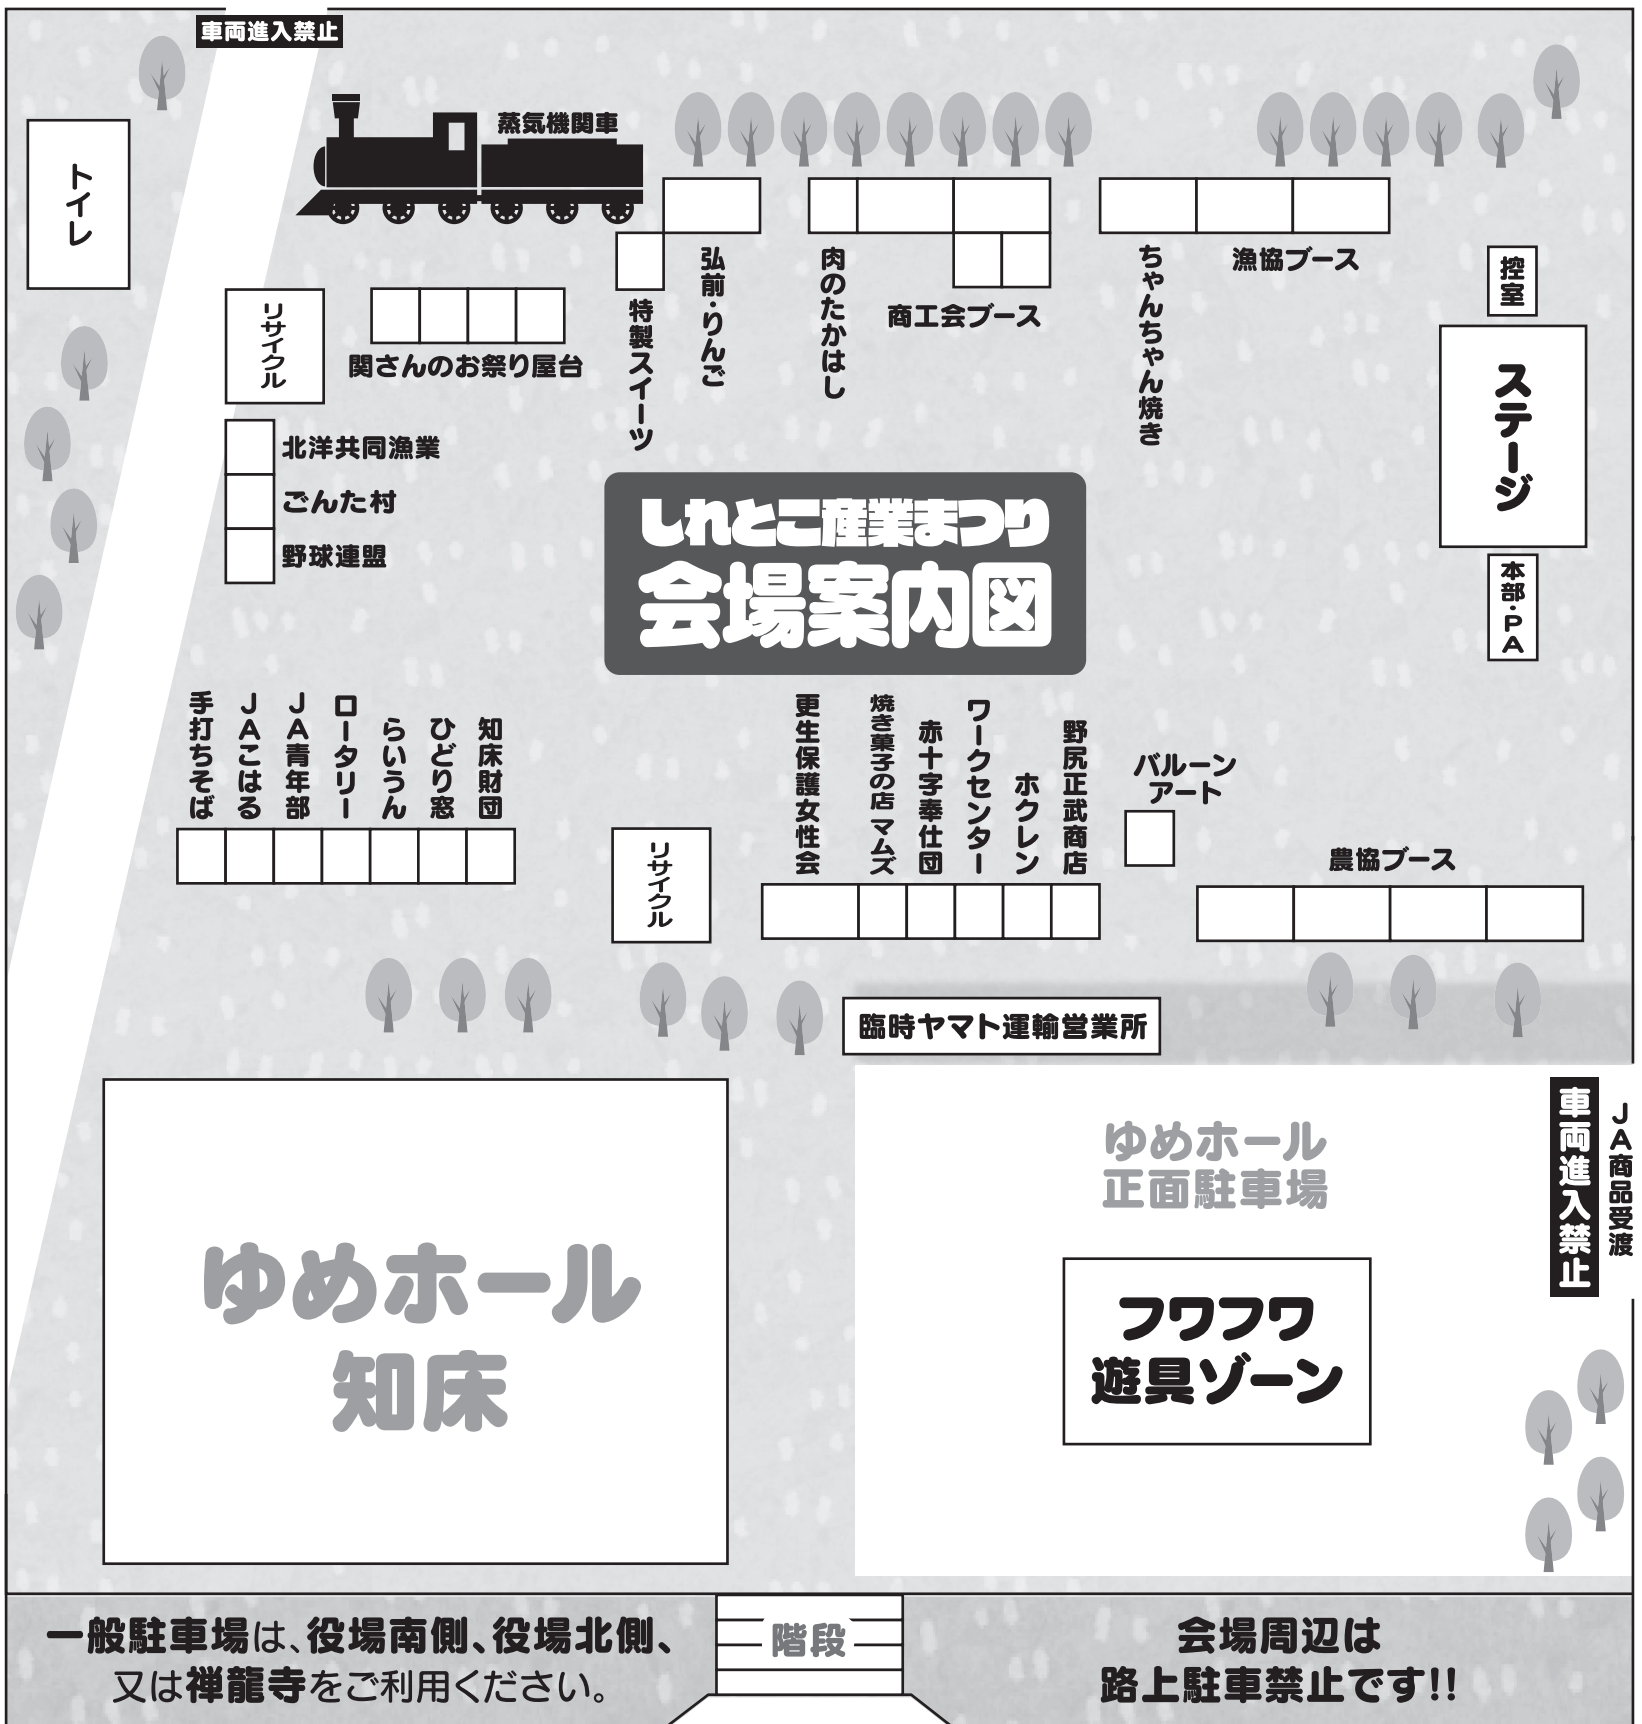 車両進入禁止
蒸気機関車
トイレ
リサイクル
関さんのお祭り屋台
特製スイーツ
弘前・りんご
肉のたかはし
商工会ブース
ちゃんちゃん焼き
漁協ブース
控室
ステージ
本部・PA
北洋共同漁業
ごんた村
野球連盟
しれとこ産業まつり
会場案内図
手打ちそば
JAこはる
JA青年部
ロータリー
らいうん
ひどり窓
知床財団
リサイクル
更生保護女性会
焼き菓子の店 マムズ
赤十字奉仕団
ワークセンター
ホクレン
野尻正武商店
バルーン
アート
農協ブース
臨時ヤマト運輸営業所
ゆめホール
知床
ゆめホール
正面駐車場
フワフワ
遊具ゾーン
車両進入禁止
JA商品受渡
一般駐車場は、役場南側、役場北側、
又は禅龍寺をご利用ください。
階段
会場周辺は
路上駐車禁止です!!